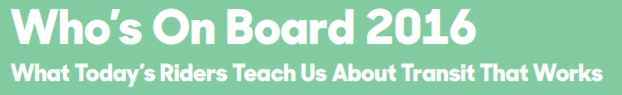 Who's On Board 2016
What Today's Riders Teach Us About Transit That Works